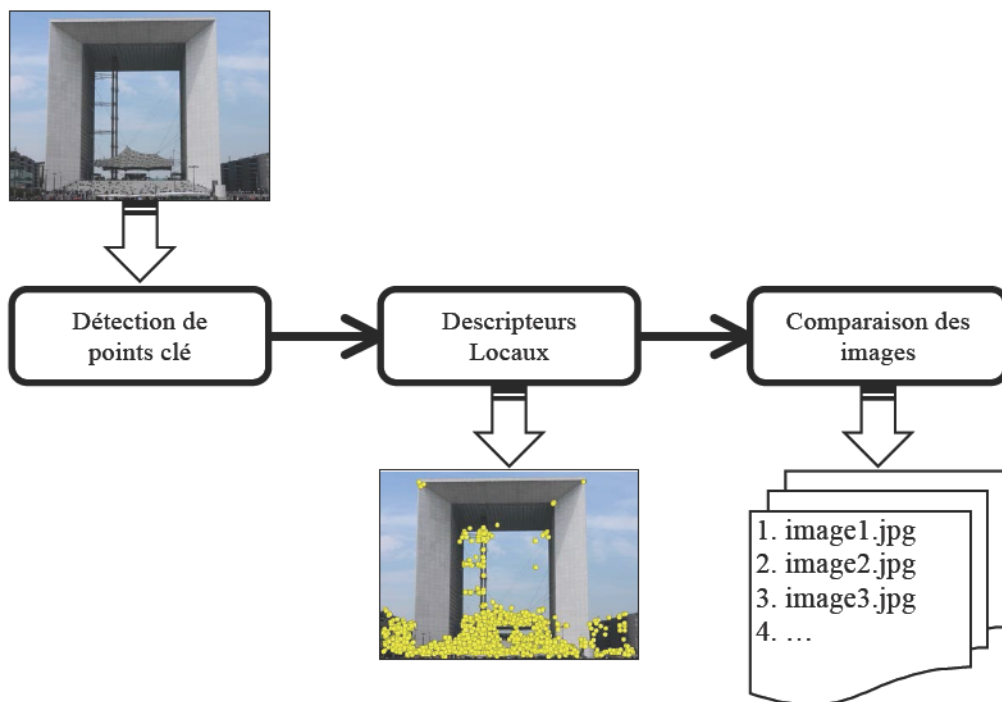 Détection de
points clé
Descripteurs
Locaux
Comparaison des
images
1. image1.jpg
2. image2.jpg
3. image3.jpg
4. …